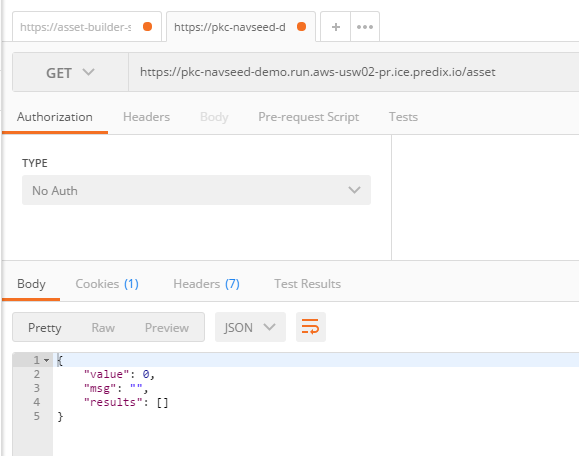 https://asset-builder-s
https://pkc-navseed-d
+
•••
GET
https://pkc-navseed-demo.run.aws-usw02-pr.ice.predix.io/asset
Authorization Headers Body Pre-request Script Tests
TYPE
No Auth
Body Cookies (1) Headers (7) Test Results
Pretty Raw Preview JSON
1 {
2 "value": 0,
3 "msg": "",
4 "results": []
5 }